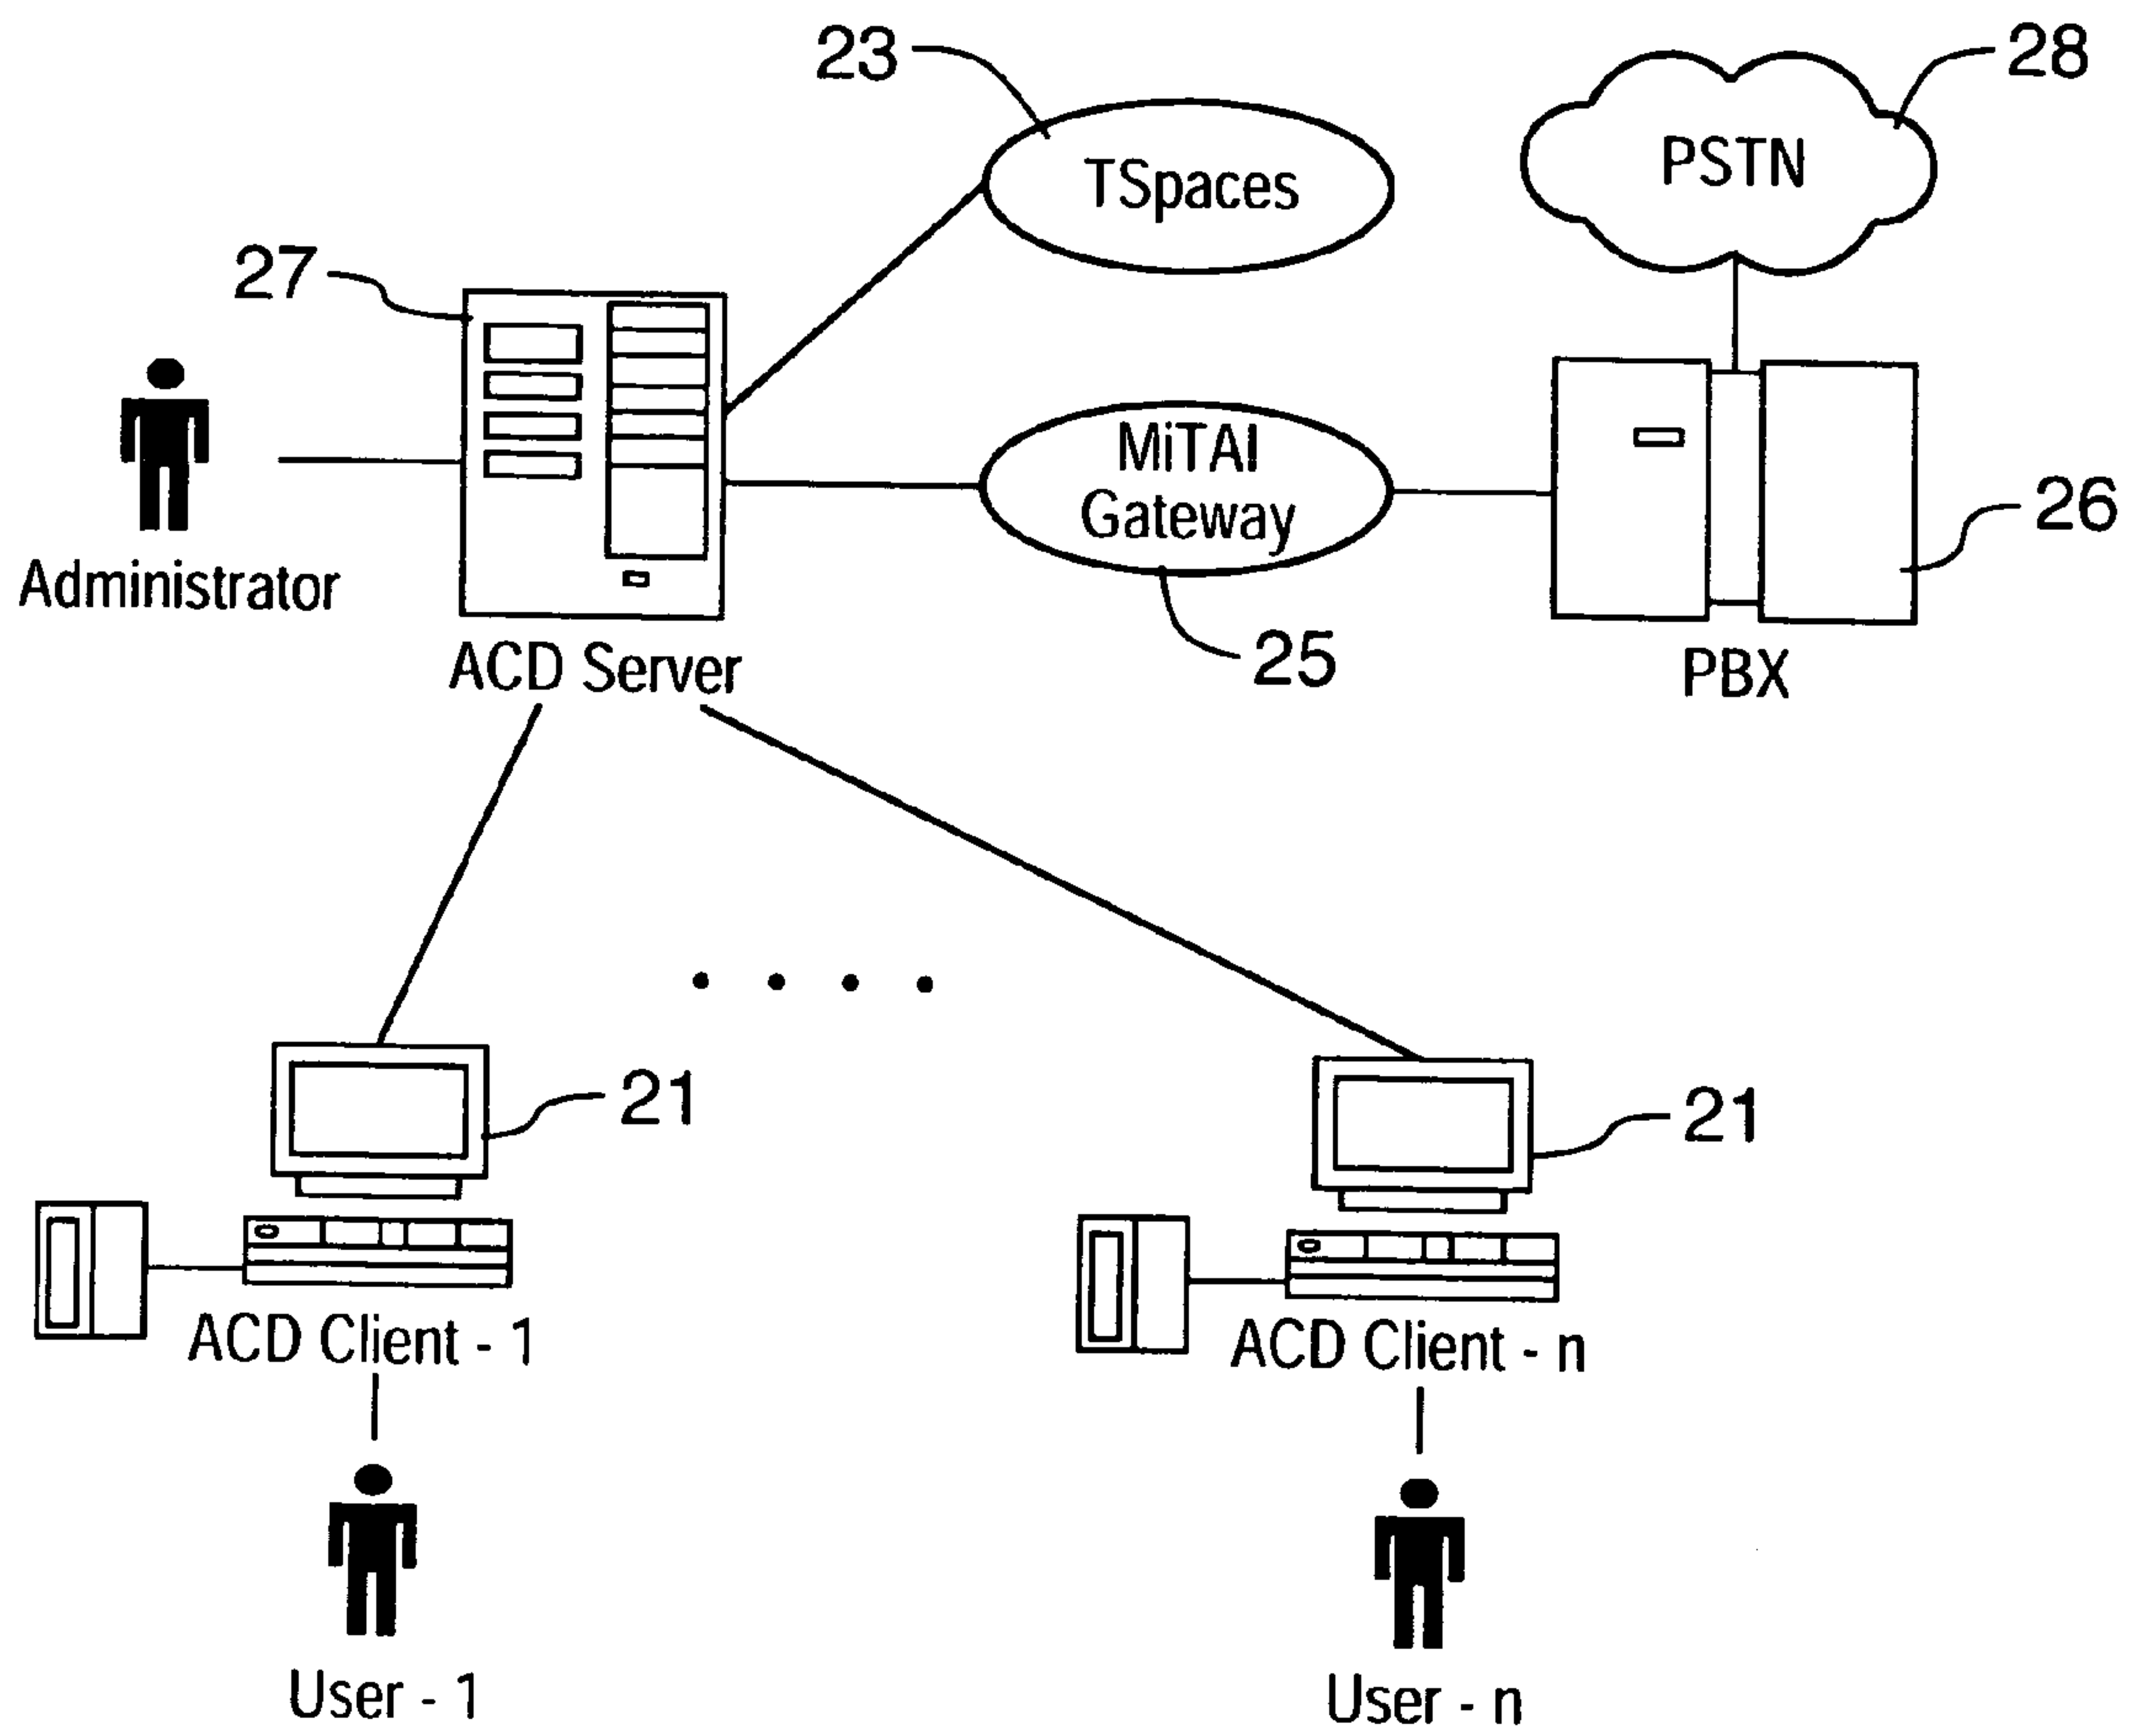 23
28
TSpaces
PSTN
27
MiTAI
Gateway
26
Administrator
ACD Server
25
PBX
21
21
ACD Client - 1
ACD Client - n
User - 1
User - n